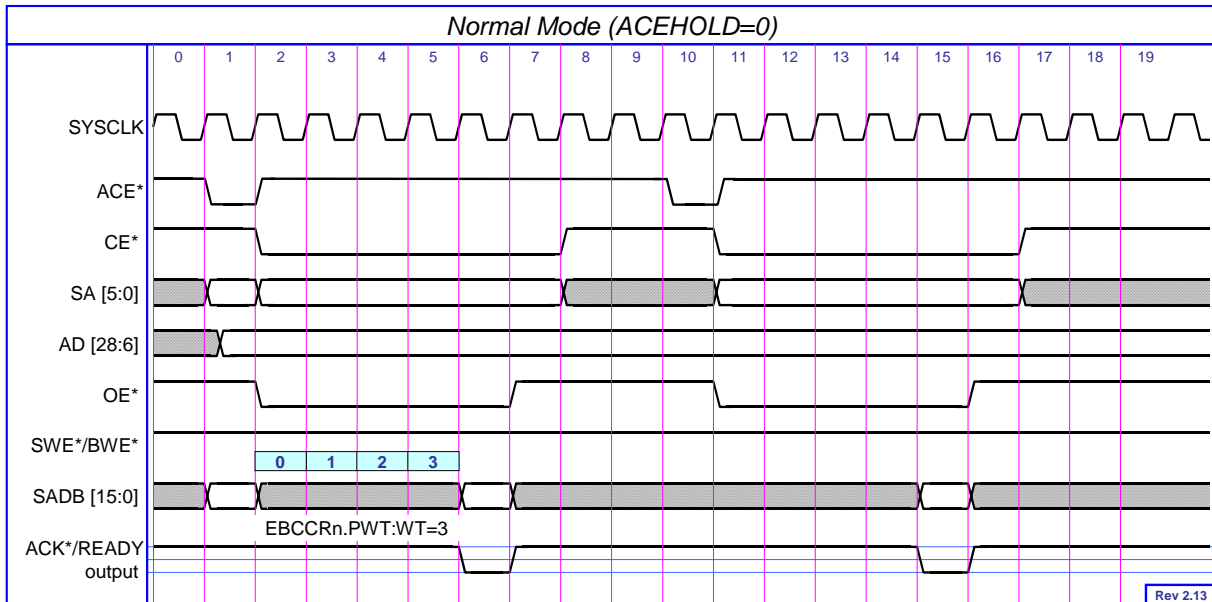 Normal Mode (ACEHOLD=0)
0 1 2 3 4 5 6 7 8 9 10 11 12 13 14 15 16 17 18 19
SYSCLK
ACE*
CE*
SA [5:0]
AD [28:6]
OE*
SWE*/BWE*
0 1 2 3
SADB [15:0]
EBCCRn.PWT:WT=3
ACK*/READY
output
Rev 2.13